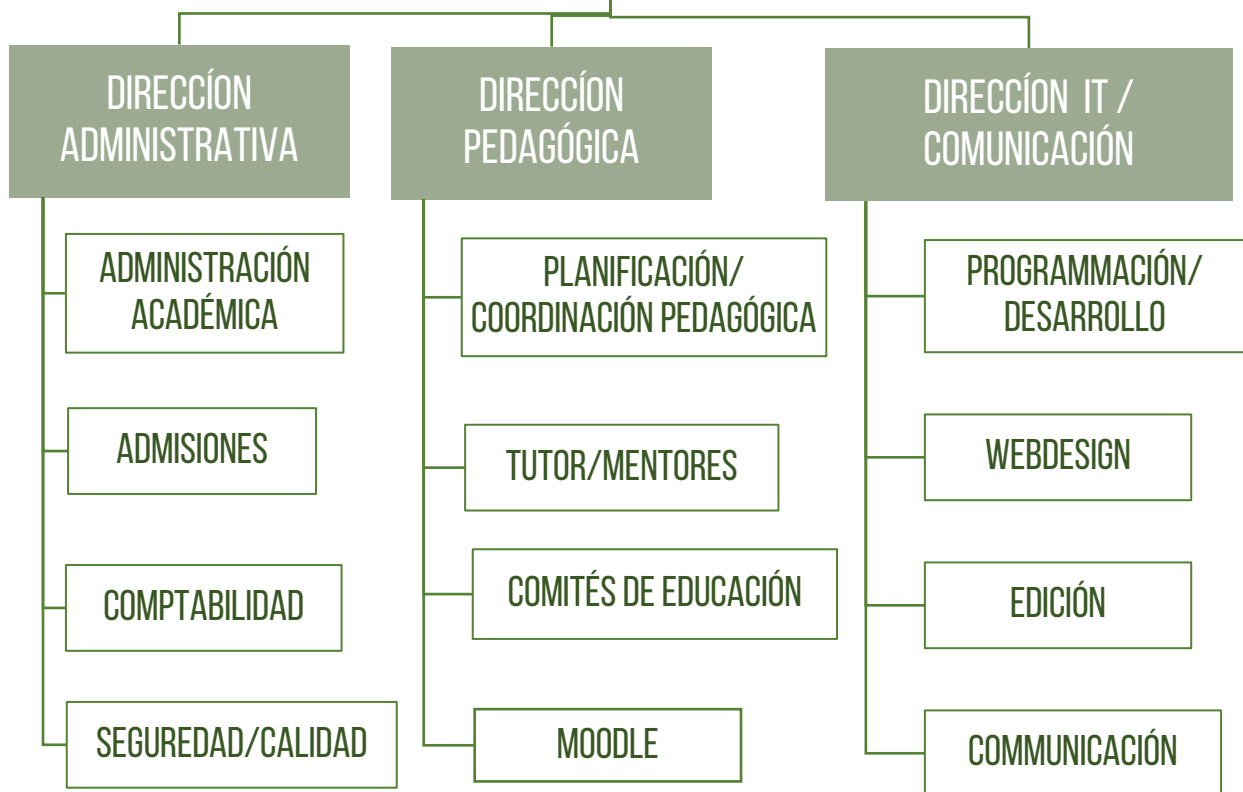 DIRECCÍON
ADMINISTRATIVA
ADMINISTRACIÓN
ACADÉMICA
ADMISIONES
COMPTABILIDAD
SEGUREDAD/CALIDAD
DIRECCÍON
PEDAGÓGICA
PLANIFICACIÓN/
COORDINACIÓN PEDAGÓGICA
TUTOR/MENTORES
COMITÉS DE EDUCACIÓN
MOODLE
DIRECCÍON IT /
COMUNICACIÓN
PROGRAMMACIÓN/
DESARROLLO
WEBDESIGN
EDICIÓN
COMMUNICACIÓN